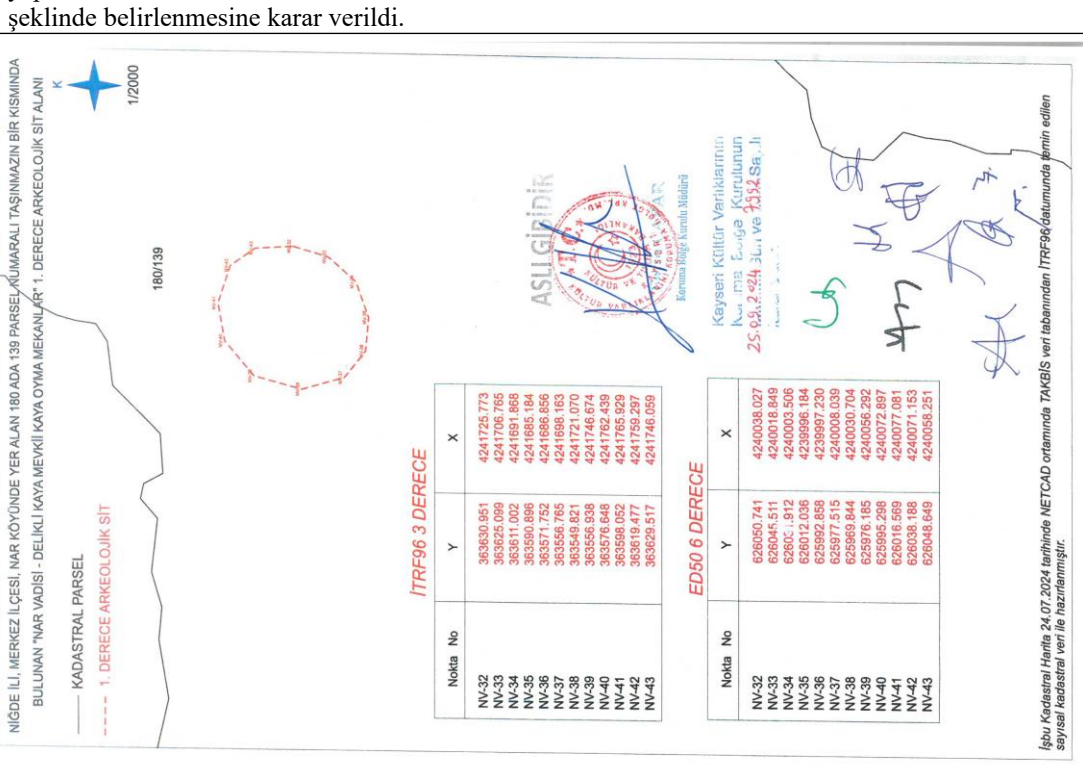 şeklinde belirlenmesine karar verildi.
NİĞDE İLİ, MERKEZ İLÇESİ, NAR KÖYÜNDE YER ALAN 180 ADA 139 PARSEL NUMARALI TAŞINMAZIN BİR KISMINDA
BULUNAN "NAR VADİSİ - DELİKLİ KAYA MEVKİİ KAYA OYMA MEKANLAR" 1. DERECE ARKEOLOJİK SİT ALANI
K
1/2000
KADASTRAL PARSEL
1. DERECE ARKEOLOJİK SİT
180/139
İTRF96 3 DERECE
Nokta No Y X
NV-32 363630.951 4241725.773
NV-33 363625.099 4241706.765
NV-34 363611.002 4241691.868
NV-35 363590.896 4241685.184
NV-36 363571.752 4241686.856
NV-37 363556.765 4241698.163
NV-38 363549.821 4241721.070
NV-39 363556.938 4241746.674
NV-40 363576.648 4241762.439
NV-41 363598.052 4241765.929
NV-42 363619.477 4241759.297
NV-43 363629.517 4241746.059
ASLI GİBİDİR
Koruma Bölge Kurulu Müdürü
ED50 6 DERECE
Nokta No Y X
NV-32 626050.741 4240038.027
NV-33 626045.511 4240018.849
NV-34 4240003.506
NV-35 626012.036 4239996.184
NV-36 625992.858 4239997.230
NV-37 625977.515 4240008.039
NV-38 625969.844 4240030.704
NV-39 625976.185 4240056.292
NV-40 625995.298 4240072.897
NV-41 626016.569 4240077.081
NV-42 626038.188 4240071.153
NV-43 626048.649 4240058.251
Kayseri Kültür Varlıklarının
Koruma Bölge Kurulunun
25.09.2024 Gün ve 7952 Sayılı
İşbu Kadastral Harita 24.07.2024 tarihinde NETCAD ortamında TAKBİS veri tabanından İTRF96 datumunda temin edilen
sayısal kadastral veri ile hazırlanmıştır.